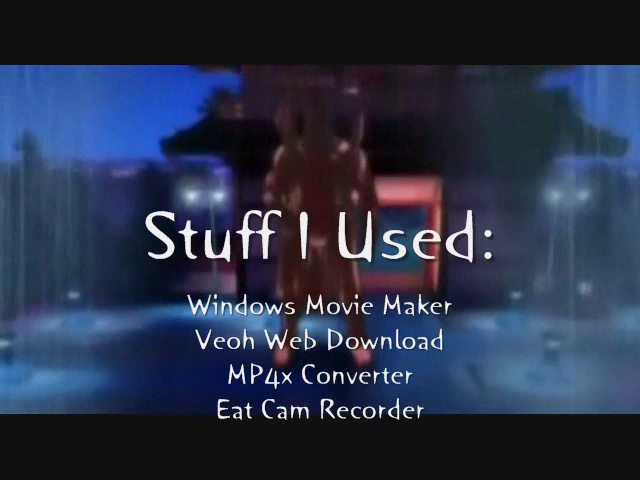 Stuff I Used:
Windows Movie Maker
Veoh Web Download
MP4x Converter
Eat Cam Recorder